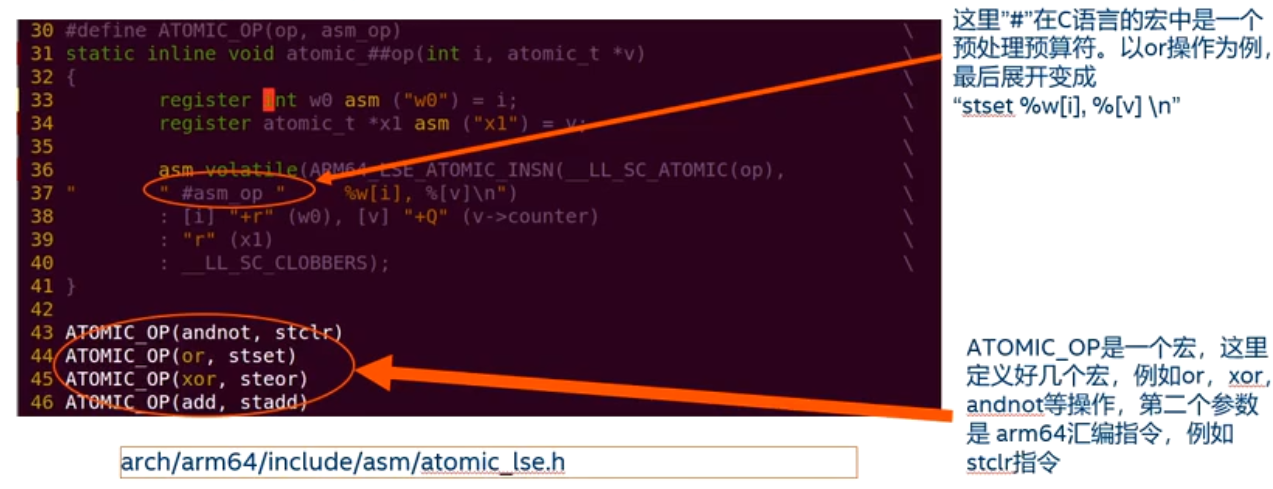 30 #define ATOMIC_OP(op, asm_op) \
31 static inline void atomic_##op(int i, atomic_t *v) \
32 { \
33 register int w0 asm ("w0") = i; \
34 register atomic_t *x1 asm ("x1") = v; \
35 \
36 asm volatile(ARM64_LSE_ATOMIC_INSN(__LL_SC_ATOMIC(op), \
37 " " #asm_op " %w[i], %[v]\n") \
38 : [i] "+r" (w0), [v] "+Q" (v->counter) \
39 : "r" (x1) \
40 : __LL_SC_CLOBBERS); \
41 }
42
43 ATOMIC_OP(andnot, stclr)
44 ATOMIC_OP(or, stset)
45 ATOMIC_OP(xor, steor)
46 ATOMIC_OP(add, stadd)
arch/arm64/include/asm/atomic_lse.h
这里”#”在C语言的宏中是一个
预处理预算符。以or操作为例，
最后展开变成
“stset %w[i], %[v] \n”
ATOMIC_OP是一个宏，这里
定义好几个宏，例如or，xor，
andnot等操作，第二个参数
是 arm64汇编指令，例如
stclr指令